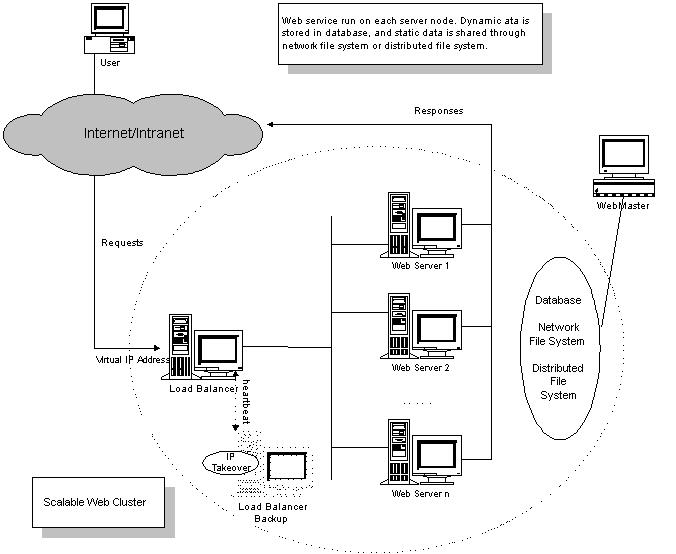 Web service run on each server node. Dynamic ata is
stored in database, and static data is shared through
network file system or distributed file system.
User
Internet/Intranet
Responses
WebMaster
Requests
Web Server 1
Database
Network
File System
Distributed
File
System
Virtual IP Address
Load Balancer
Web Server 2
heartbeat
......
IP
Takeover
Load Balancer
Backup
Web Server n
Scalable Web Cluster